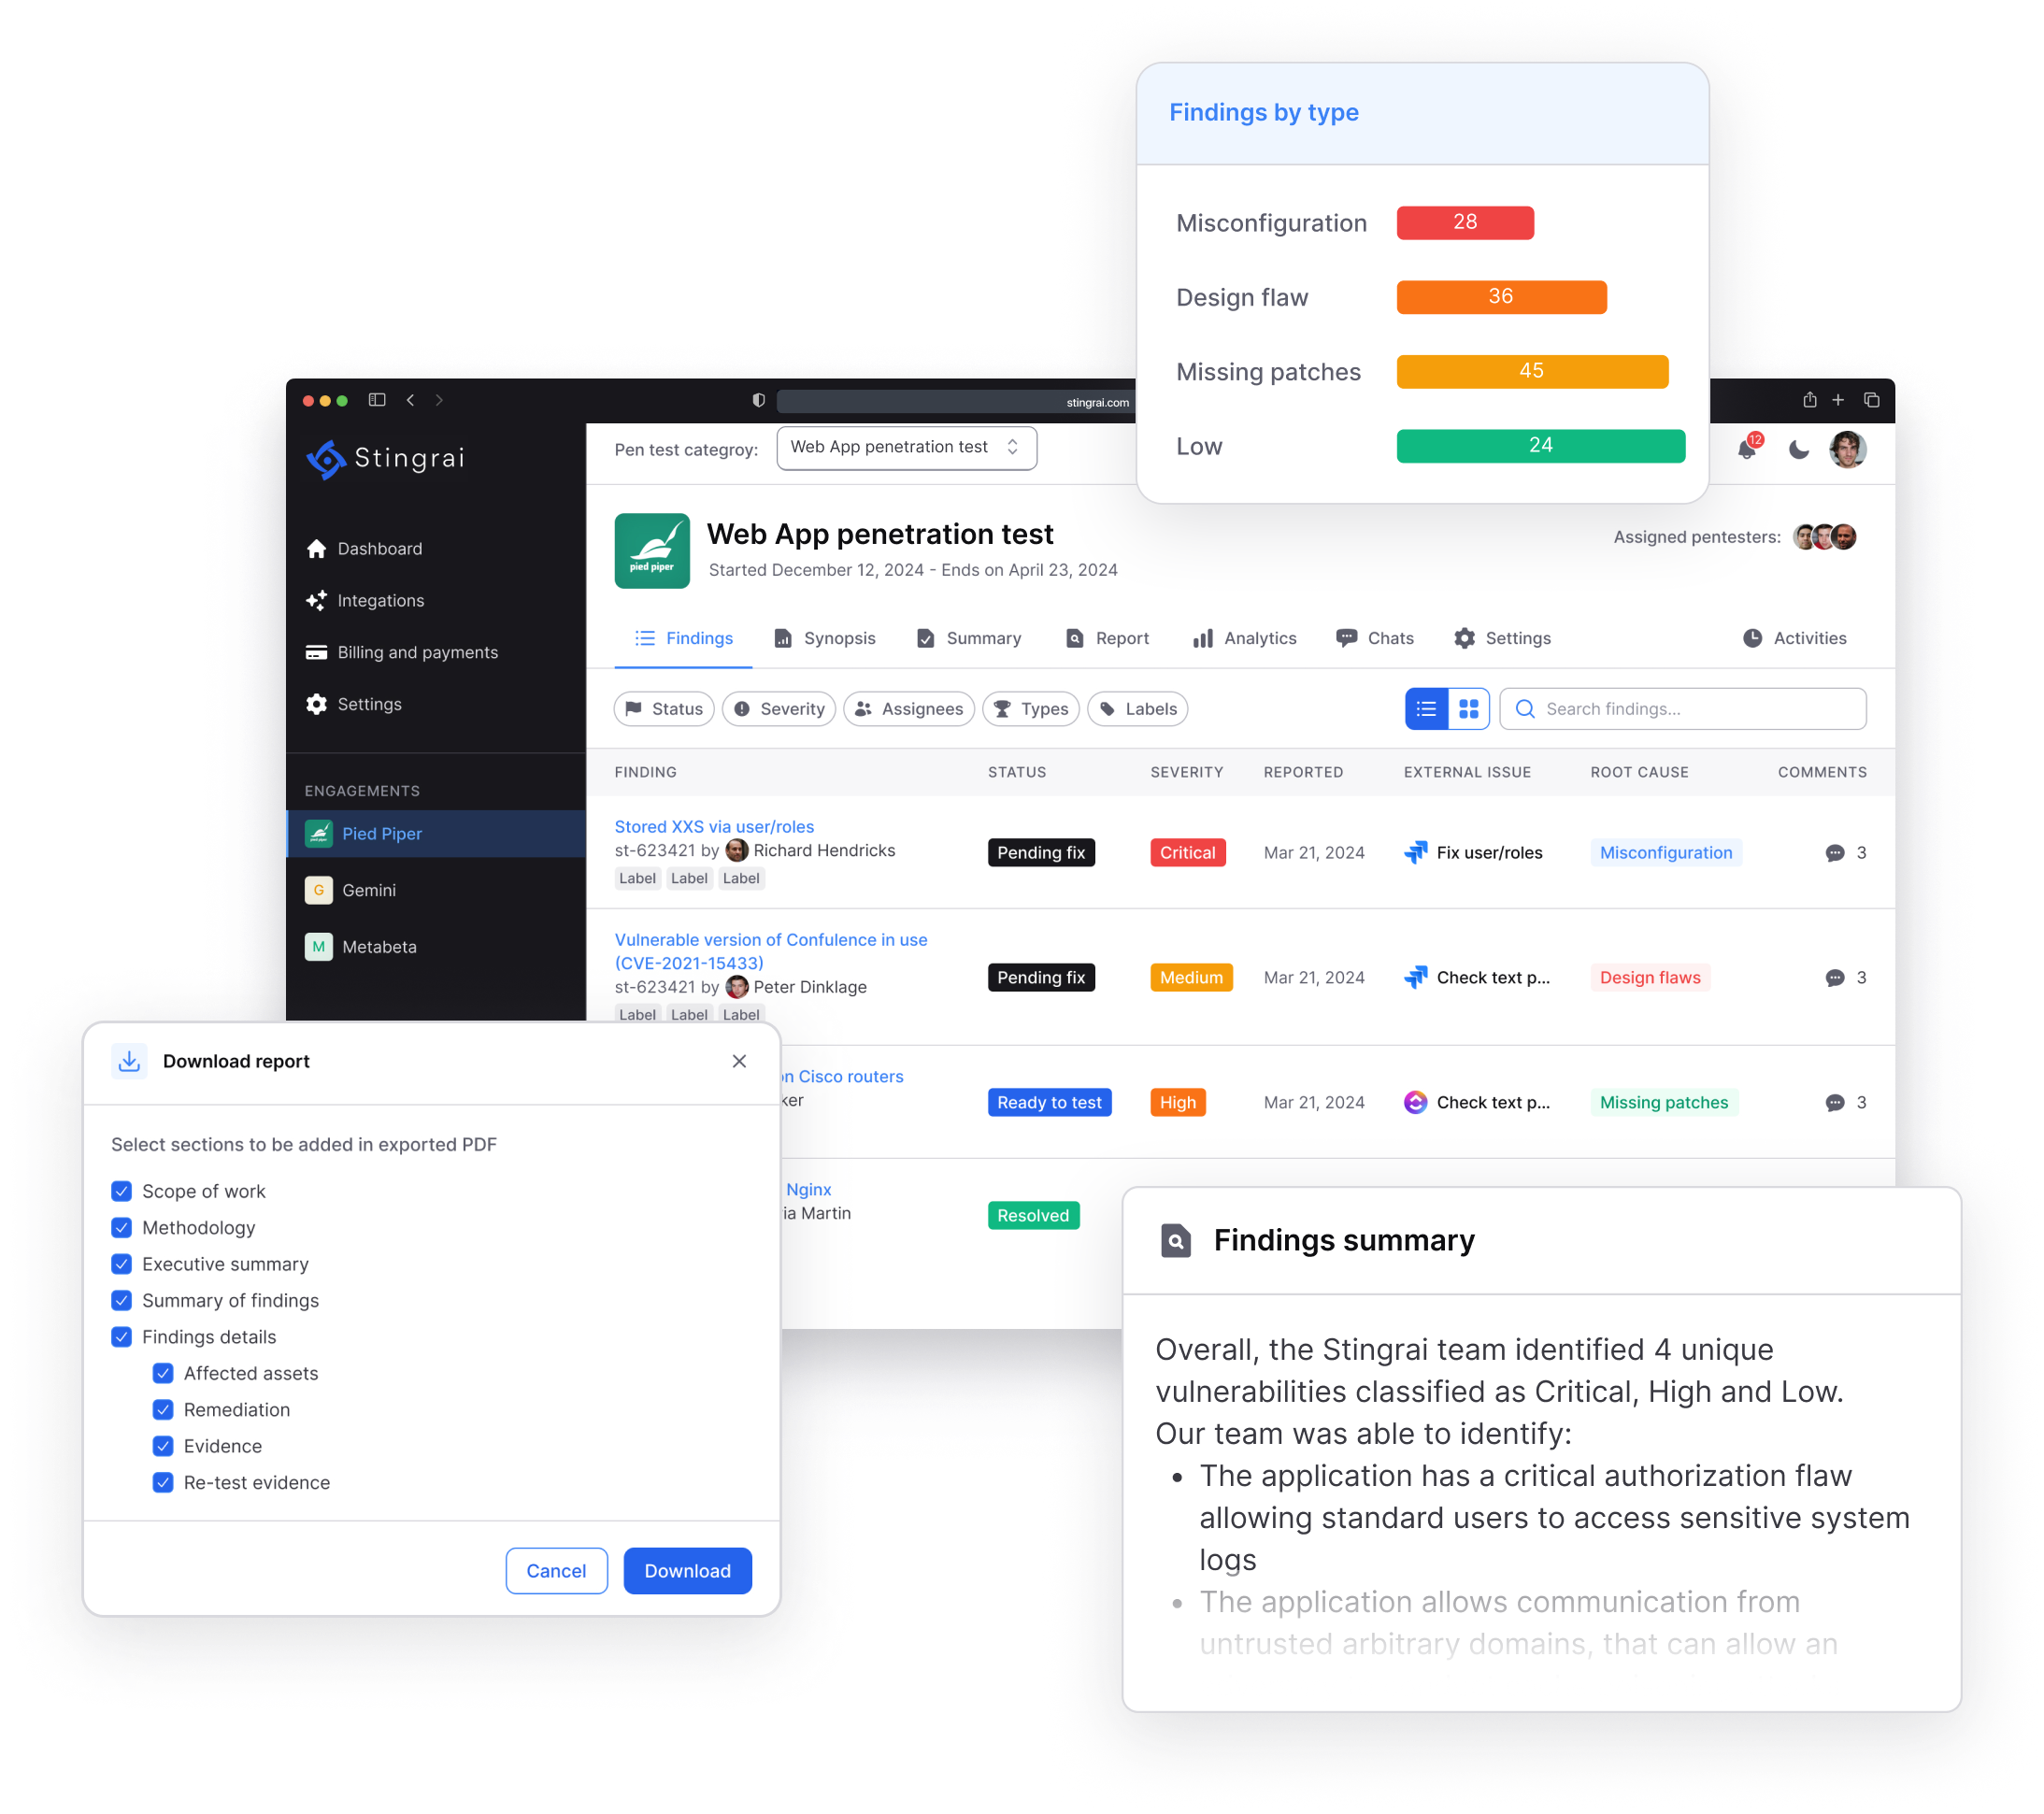 Findings by type
Misconfiguration 28
Design flaw 36
Missing patches 45
Low 24
stingrai.com
Stingrai
Pen test categroy: Web App penetration test
12
Dashboard
Integations
Billing and payments
Settings
ENGAGEMENTS
pied piper
Pied Piper
G Gemini
M Metabeta
pied piper
Web App penetration test
Started December 12, 2024 - Ends on April 23, 2024
Assigned pentesters:
Findings Synopsis Summary Report Analytics Chats Settings Activities
Status Severity Assignees Types Labels Search findings...
FINDING STATUS SEVERITY REPORTED EXTERNAL ISSUE ROOT CAUSE COMMENTS
Stored XXS via user/roles
st-623421 by Richard Hendricks
Label Label Label
Pending fix Critical Mar 21, 2024 Fix user/roles Misconfiguration 3
Vulnerable version of Confulence in use
(CVE-2021-15433)
st-623421 by Peter Dinklage
Label Label Label
Pending fix Medium Mar 21, 2024 Check text p... Design flaws 3
on Cisco routers
ker
Ready to test High Mar 21, 2024 Check text p... Missing patches 3
Nginx
ia Martin
Resolved
Download report
Select sections to be added in exported PDF
Scope of work
Methodology
Executive summary
Summary of findings
Findings details
Affected assets
Remediation
Evidence
Re-test evidence
Cancel Download
Findings summary
Overall, the Stingrai team identified 4 unique
vulnerabilities classified as Critical, High and Low.
Our team was able to identify:
• The application has a critical authorization flaw
allowing standard users to access sensitive system
logs
• The application allows communication from
untrusted arbitrary domains, that can allow an